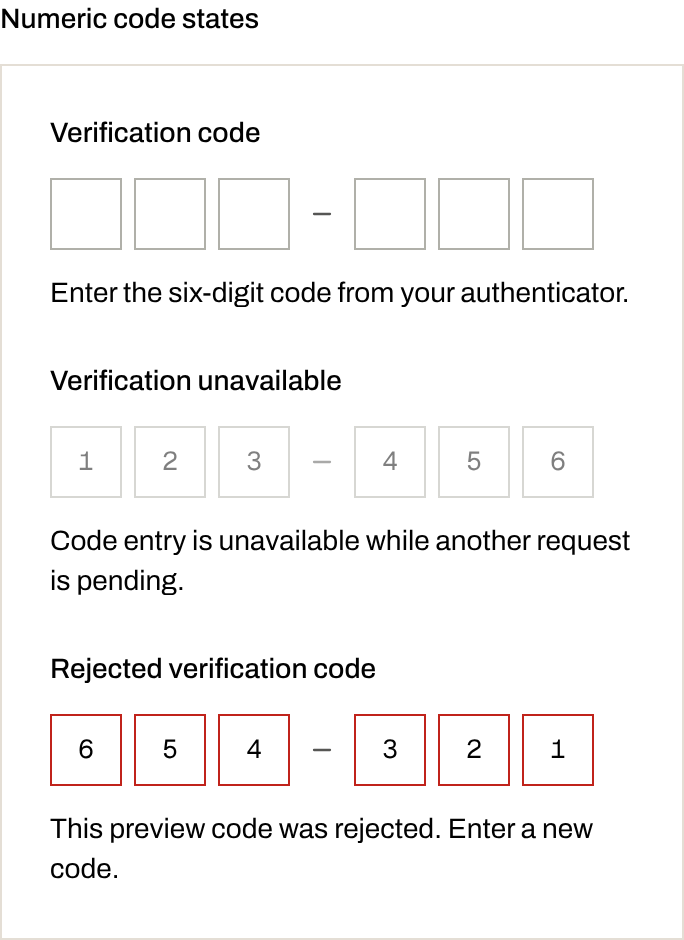 Numeric code states
Verification code
–
Enter the six-digit code from your authenticator.
Verification unavailable
1 2 3 – 4 5 6
Code entry is unavailable while another request
is pending.
Rejected verification code
6 5 4 – 3 2 1
This preview code was rejected. Enter a new
code.